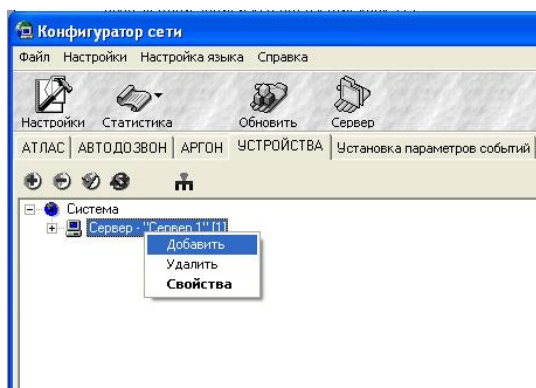 Конфигуратор сети
Файл Настройки Настройка языка Справка
Настройки Статистика Обновить Сервер
АТЛАС АВТОДОЗВОН АРГОН УСТРОЙСТВА Установка параметров событий
Система
Сервер - "Сервер 1" [1]
Добавить
Удалить
Свойства